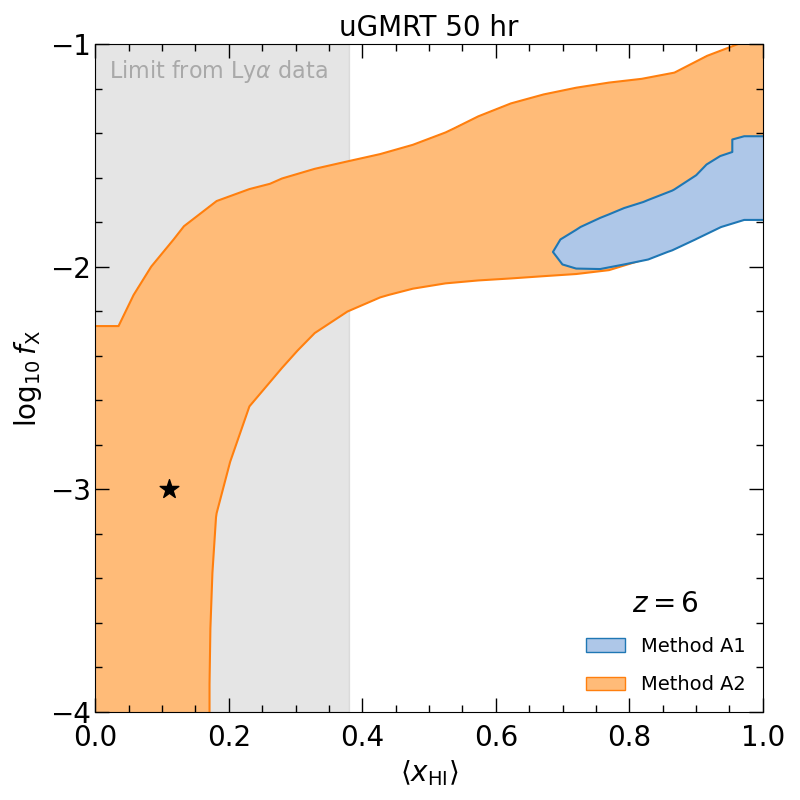 uGMRT 50 hr
Limit from Lyα data
−1
−2
−3
−4
log₁₀ f_X
z = 6
Method A1
Method A2
0.0 0.2 0.4 0.6 0.8 1.0
⟨x_HI⟩